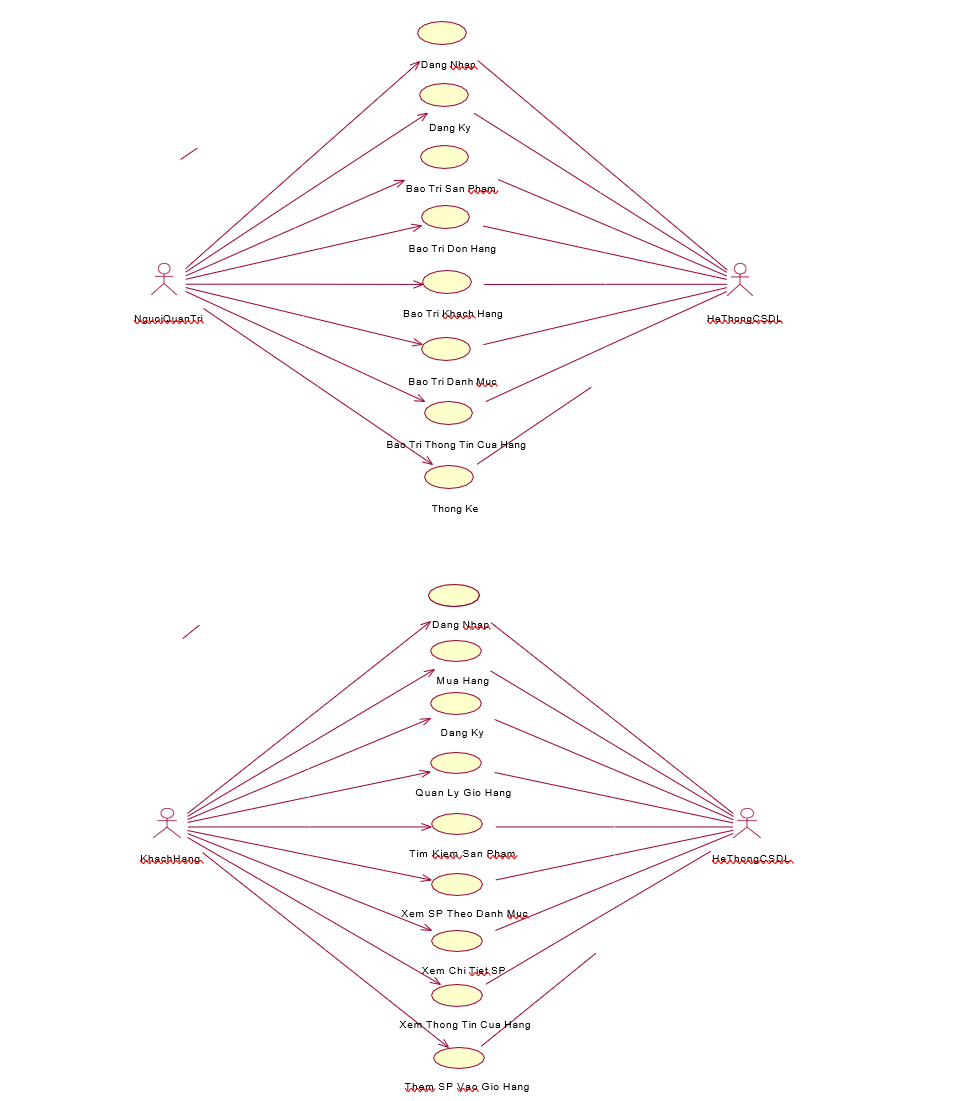 Dang Nhap
Dang Ky
Bao Tri San Pham
Bao Tri Don Hang
Bao Tri Khach Hang
NguoiQuanTri
HeThongCSDL
Bao Tri Danh Muc
Bao Tri Thong Tin Cua Hang
Thong Ke
Dang Nhap
Mua Hang
Dang Ky
Quan Ly Gio Hang
Tim Kiem San Pham
KhachHang
HeThongCSDL
Xem SP Theo Danh Muc
Xem Chi Tiet SP
Xem Thong Tin Cua Hang
Them SP Vao Gio Hang